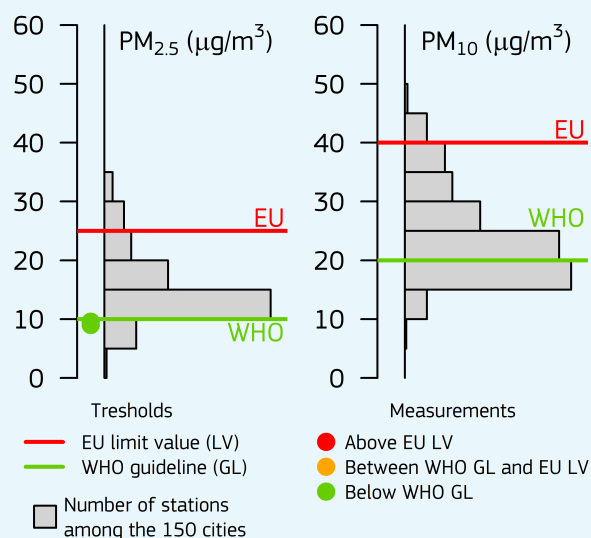 PM2.5 (µg/m3)
60
50
40
30
20
10
0
EU
WHO
PM10 (µg/m3)
60
50
40
30
20
10
0
EU
WHO
Tresholds
EU limit value (LV)
WHO guideline (GL)
Number of stations
among the 150 cities
Measurements
Above EU LV
Between WHO GL and EU LV
Below WHO GL